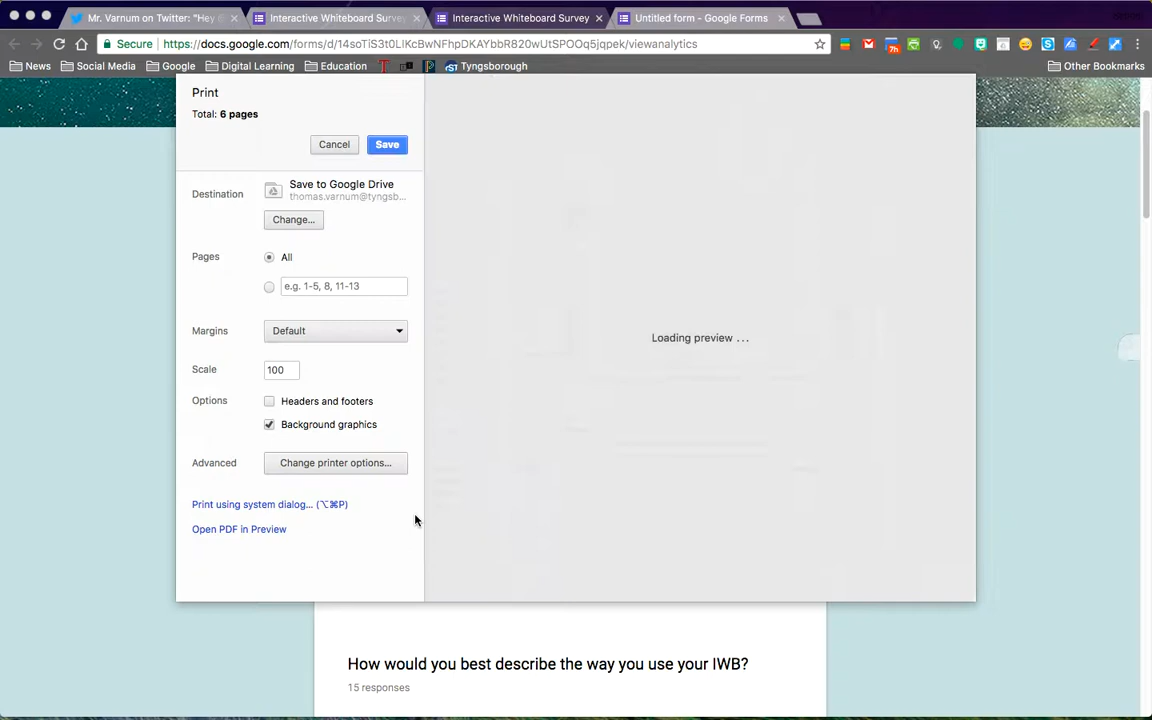 Mr. Varnum on Twitter: "Hey
Interactive Whiteboard Survey
Interactive Whiteboard Survey
Untitled form - Google Forms
Secure
https://docs.google.com/forms/d/14soTiS3t0LIKcBwNFhpDKAYbbR820wUtSPOOq5jqpek/viewanalytics
7h
News
Social Media
Google
Digital Learning
Education
Tyngsborough
Other Bookmarks
Print
Total: 6 pages
Cancel
Save
Destination
Save to Google Drive
thomas.varnum@tyngsb...
Change...
Pages
All
e.g. 1-5, 8, 11-13
Margins
Default
Scale
100
Options
Headers and footers
Background graphics
Advanced
Change printer options...
Print using system dialog... (⌥⌘P)
Open PDF in Preview
Loading preview ...
How would you best describe the way you use your IWB?
15 responses